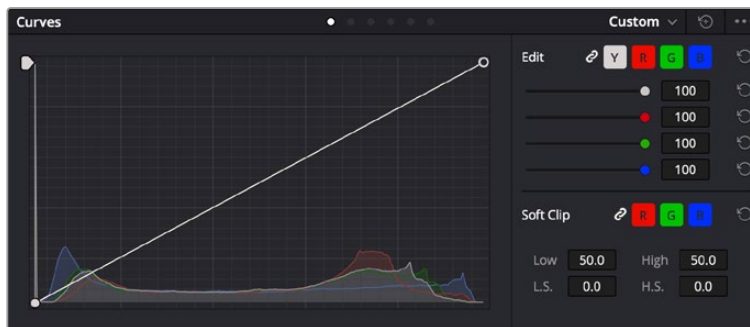 Curves
Custom
Edit
Y R G B
100
100
100
100
Soft Clip
R G B
Low 50.0 High 50.0
L.S. 0.0 H.S. 0.0